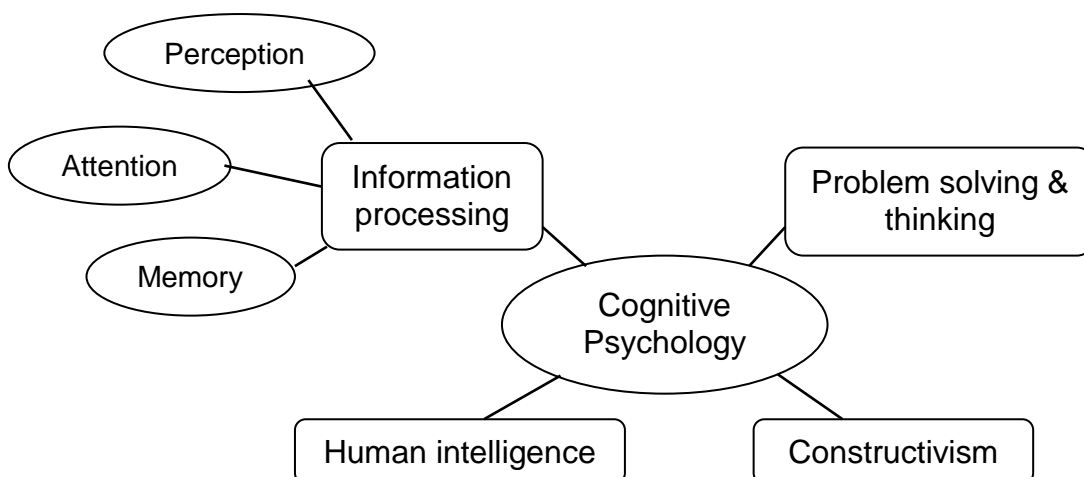 Perception
Attention
Memory
Information
processing
Problem solving &
thinking
Cognitive
Psychology
Human intelligence
Constructivism